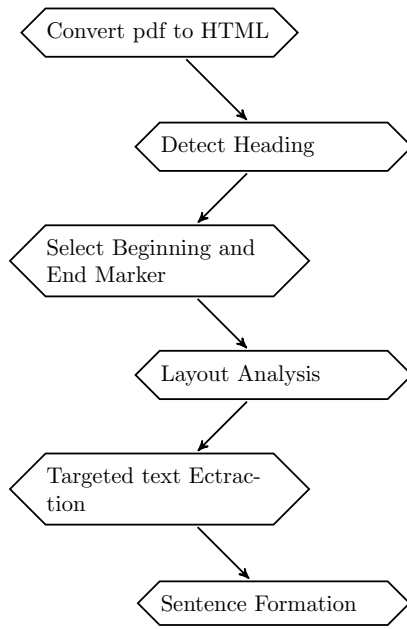 Convert pdf to HTML
Detect Heading
Select Beginning and
End Marker
Layout Analysis
Targeted text Ectrac-
tion
Sentence Formation